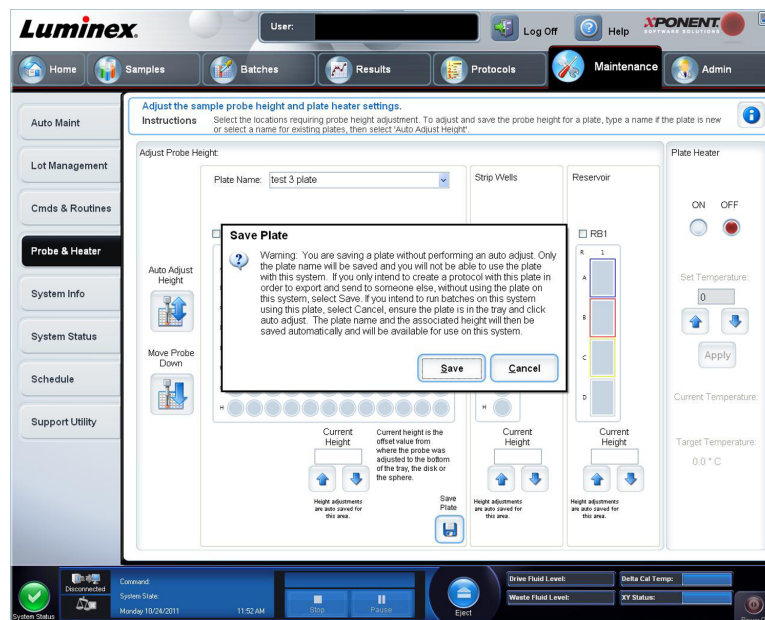 Luminex.
User:
Log Off
Help
XPONENT.
SOFTWARE SOLUTIONS
Home
Samples
Batches
Results
Protocols
Maintenance
Admin
Auto Maint
Lot Management
Cmds & Routines
Probe & Heater
System Info
System Status
Schedule
Support Utility
Adjust the sample probe height and plate heater settings.
Instructions
Select the locations requiring probe height adjustment. To adjust and save the probe height for a plate, type a name if the plate is new
or select a name for existing plates, then select 'Auto Adjust Height'.
Adjust Probe Height:
Plate Name:
test 3 plate
Strip Wells
Reservoir
Plate Heater
ON OFF
RB1
R 1
A
B
C
D
Set Temperature:
0
Apply
Current Temperature:
Target Temperature:
0.0 ° C
Auto Adjust
Height
Move Probe
Down
Save Plate
Warning: You are saving a plate without performing an auto adjust. Only
the plate name will be saved and you will not be able to use the plate
with this system. If you only intend to create a protocol with this plate in
order to export and send to someone else, without using the plate on
this system, select Save. If you intend to run batches on this system
using this plate, select Cancel, ensure the plate is in the tray and click
auto adjust. The plate name and the associated height will then be
saved automatically and will be available for use on this system.
Save
Cancel
H
H
Current
Height
Current height is the
offset value from
where the probe was
adjusted to the bottom
of the tray, the disk or
the sphere.
Height adjustments
are auto saved for
this area.
Save
Plate
Current
Height
Height adjustments
are auto saved for
this area.
Current
Height
Height adjustments
are auto saved for
this area.
System Status
Disconnected
Command:
System State:
Monday 10/24/2011
11:52 AM
Stop
Pause
Eject
Drive Fluid Level:
Waste Fluid Level:
Delta Cal Temp:
XY Status: